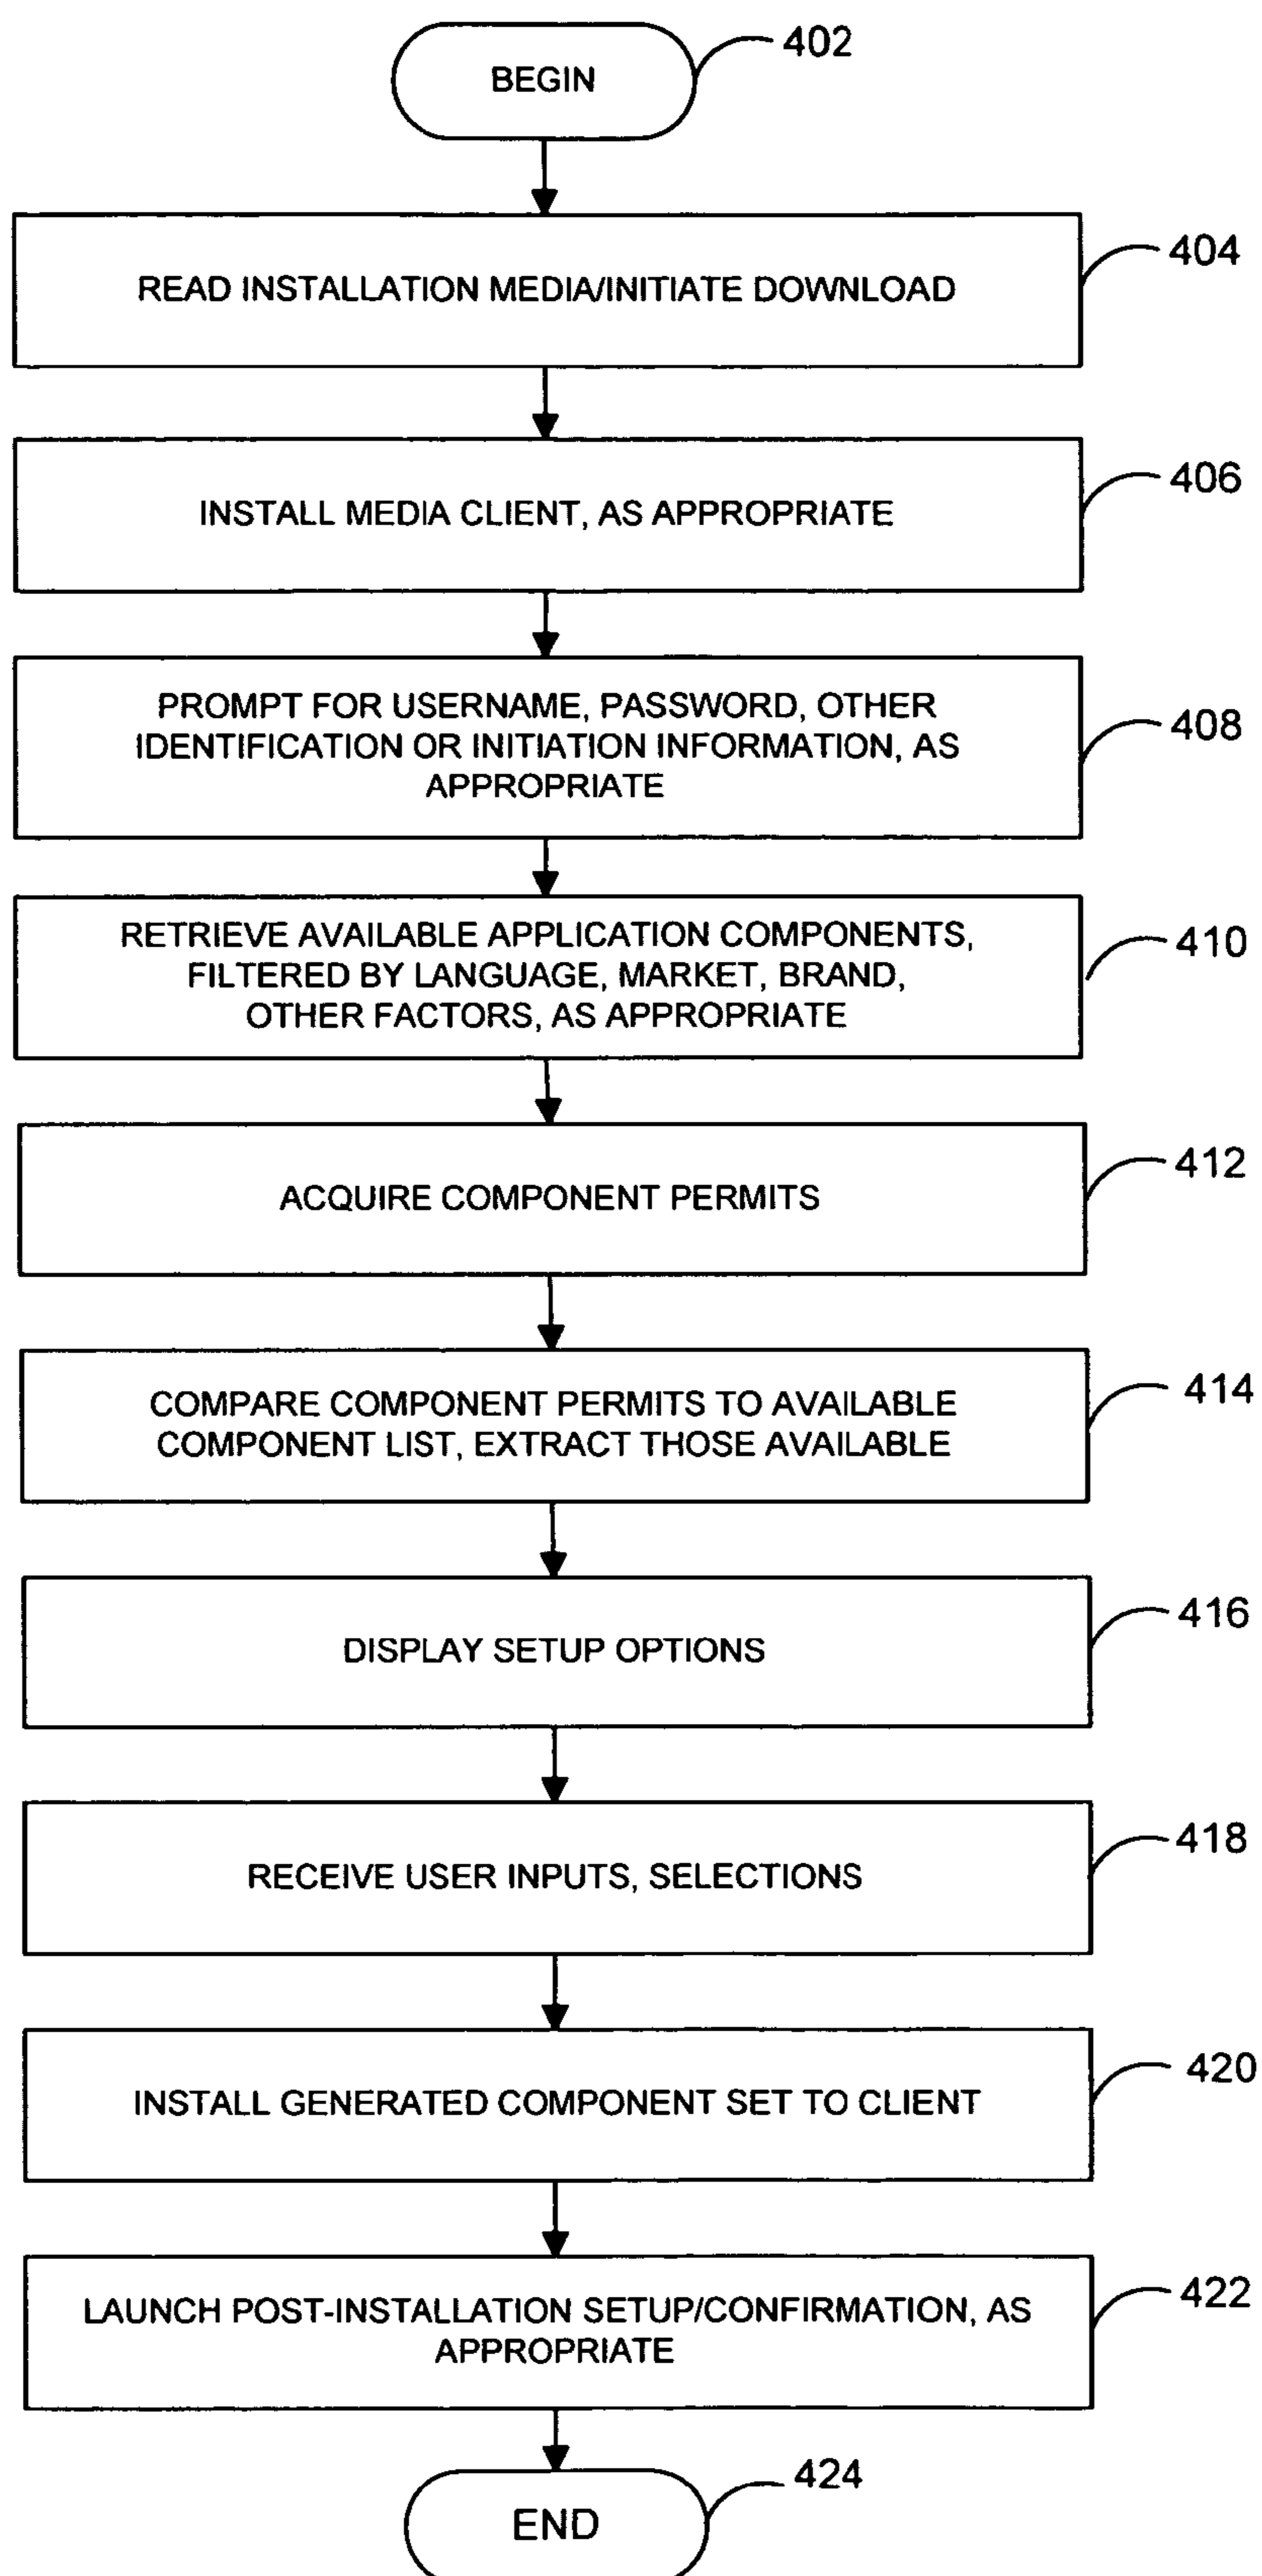 BEGIN
402
READ INSTALLATION MEDIA/INITIATE DOWNLOAD
404
INSTALL MEDIA CLIENT, AS APPROPRIATE
406
PROMPT FOR USERNAME, PASSWORD, OTHER
IDENTIFICATION OR INITIATION INFORMATION, AS
APPROPRIATE
408
RETRIEVE AVAILABLE APPLICATION COMPONENTS,
FILTERED BY LANGUAGE, MARKET, BRAND,
OTHER FACTORS, AS APPROPRIATE
410
ACQUIRE COMPONENT PERMITS
412
COMPARE COMPONENT PERMITS TO AVAILABLE
COMPONENT LIST, EXTRACT THOSE AVAILABLE
414
DISPLAY SETUP OPTIONS
416
RECEIVE USER INPUTS, SELECTIONS
418
INSTALL GENERATED COMPONENT SET TO CLIENT
420
LAUNCH POST-INSTALLATION SETUP/CONFIRMATION, AS
APPROPRIATE
422
END
424